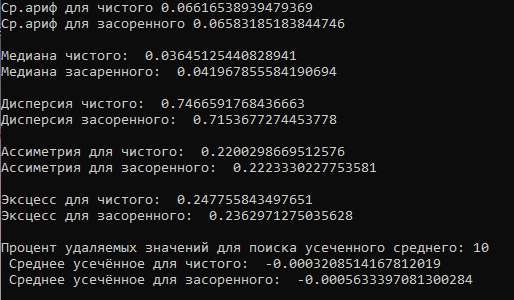 Ср.ариф для чистого 0.06616538939479369
Ср.ариф для засоренного 0.06583185183844746
Медиана чистого:  0.03645125440828941
Медиана засаренного:  0.041967855584190694
Дисперсия чистого:  0.7466591768436663
Дисперсия засоренного:  0.7153677274453778
Ассиметрия для чистого:  0.2200298669512576
Ассиметрия для засоренного:  0.2223330227753581
Эксцесс для чистого:  0.247755843497651
Эксцесс для засоренного:  0.2362971275035628
Процент удаляемых значений для поиска усеченного среднего: 10
Среднее усечённое для чистого:  -0.0003208514167812019
Среднее усечённое для засоренного:  -0.0005633397081300284